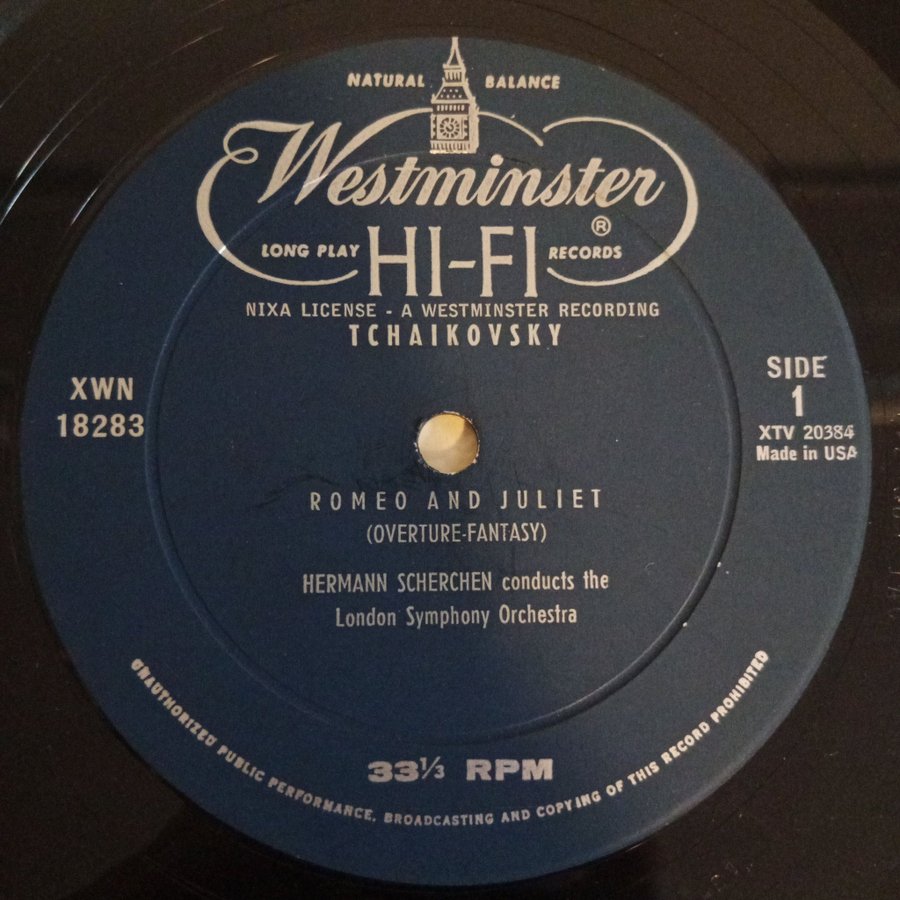 NATURAL BALANCE
Westminster
®
LONG PLAY HI-FI RECORDS
NIXA LICENSE - A WESTMINSTER RECORDING
TCHAIKOVSKY
XWN
18283
SIDE
1
XTV 20384
Made in USA
ROMEO AND JULIET
(OVERTURE-FANTASY)
HERMANN SCHERCHEN conducts the
London Symphony Orchestra
33⅓ RPM
UNAUTHORIZED PUBLIC PERFORMANCE, BROADCASTING AND COPYING OF THIS RECORD PROHIBITED